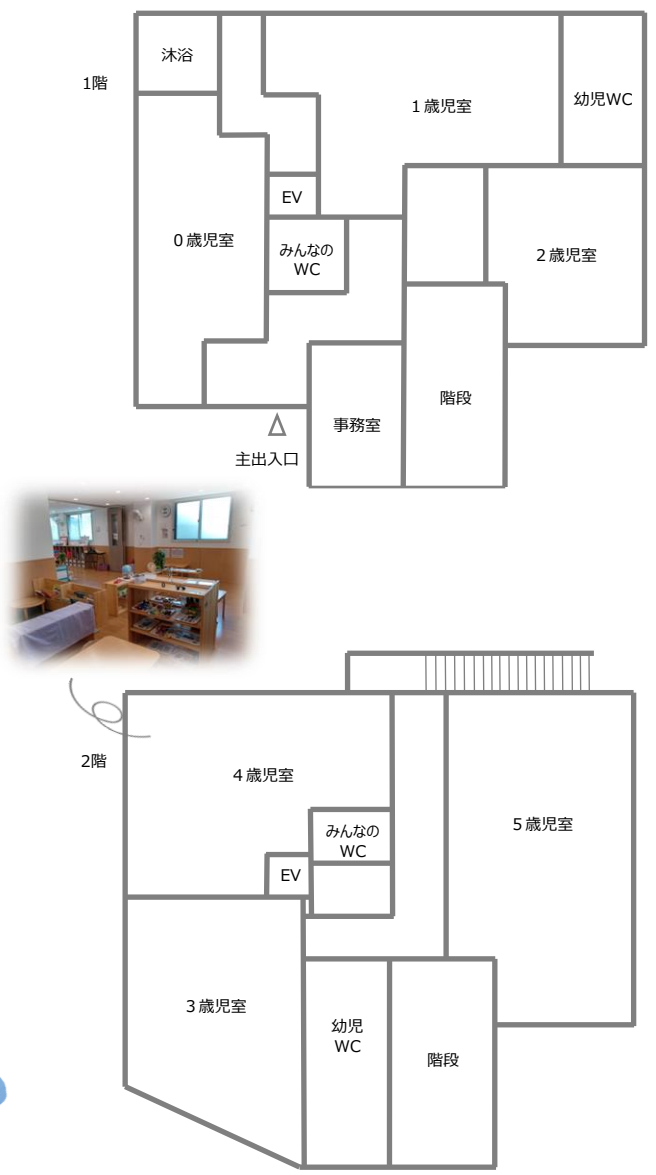 1階
沐浴
1歳児室
幼児WC
EV
0歳児室
みんなの
WC
2歳児室
階段
事務室
主出入口
2階
4歳児室
みんなの
WC
5歳児室
EV
3歳児室
幼児
WC
階段